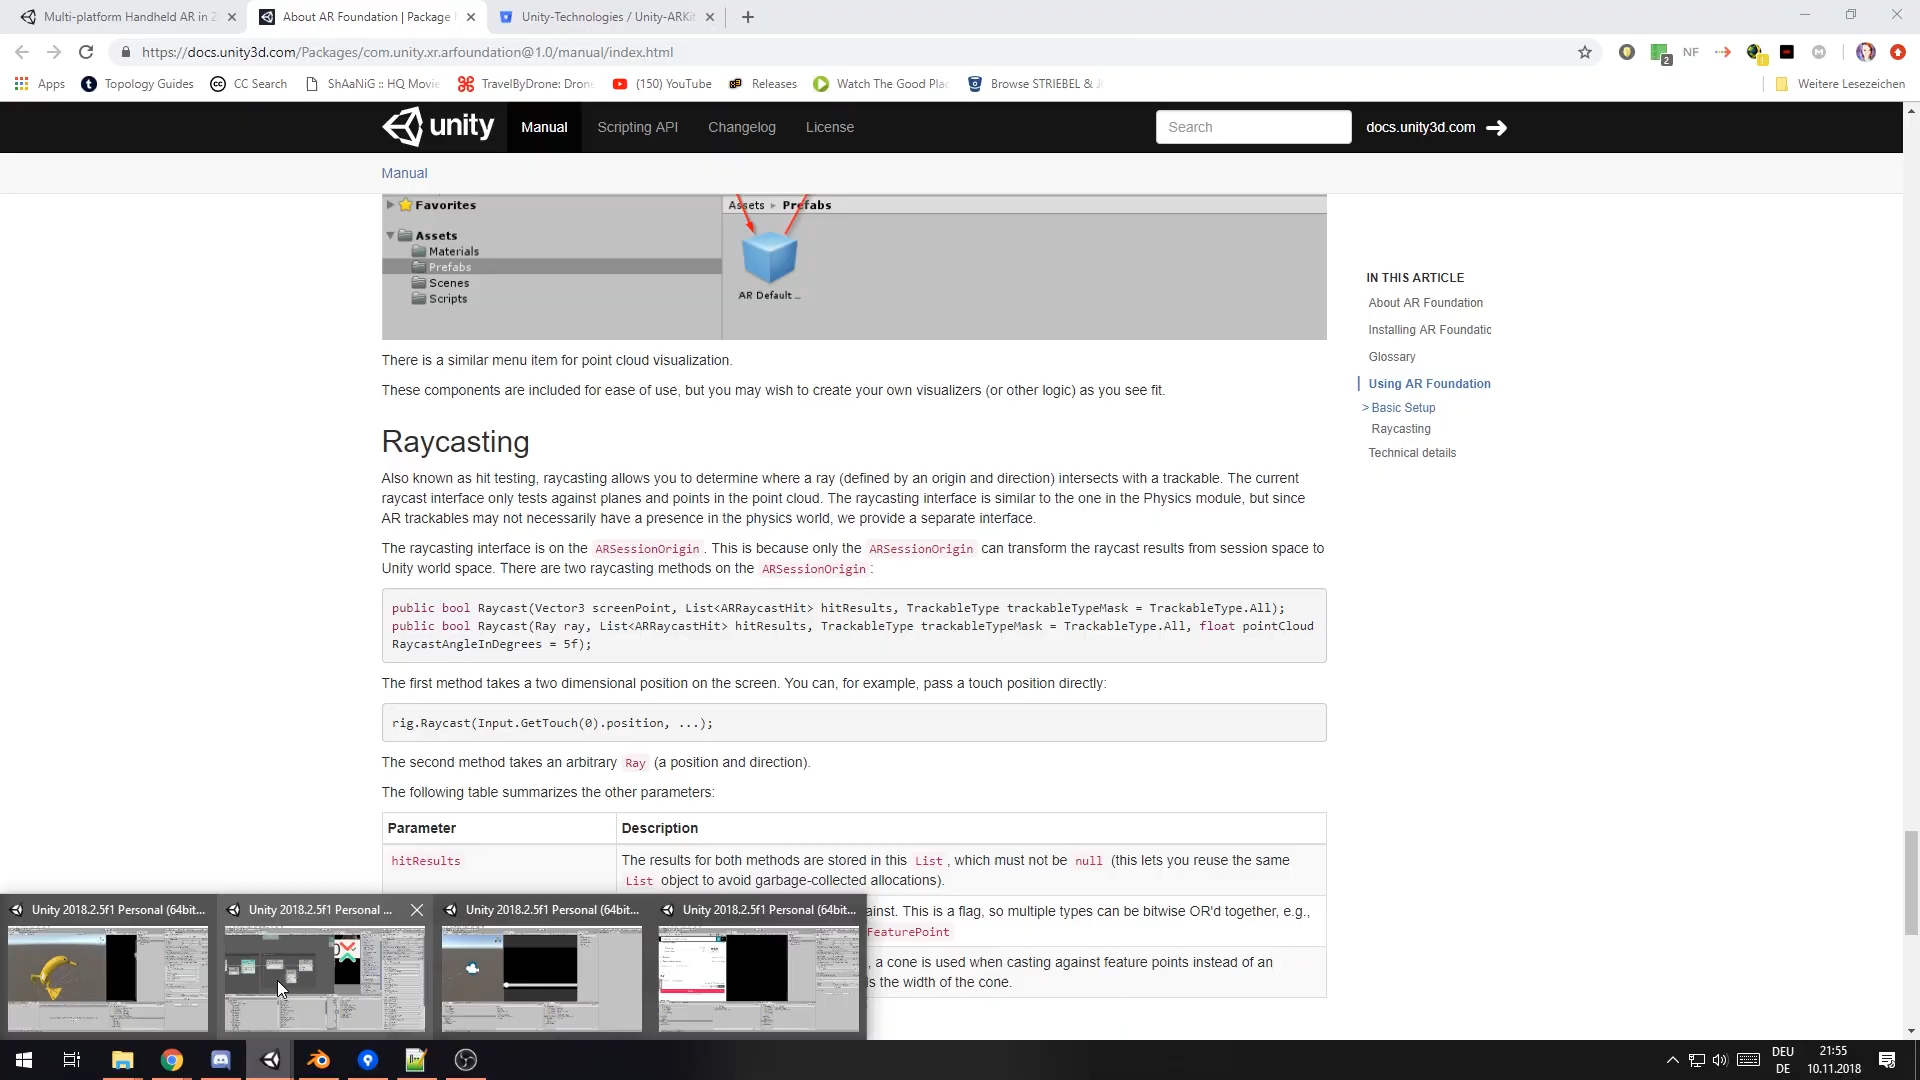 Multi-platform Handheld AR in 2
About AR Foundation | Package
Unity-Technologies / Unity-ARKit
https://docs.unity3d.com/Packages/com.unity.xr.arfoundation@1.0/manual/index.html
NF
2
Apps
Topology Guides
CC Search
ShAaNiG :: HQ Movie
TravelByDrone: Drone
(150) YouTube
Releases
Watch The Good Plac
Browse STRIEBEL & J
Weitere Lesezeichen
unity
Manual
Scripting API
Changelog
License
Search
docs.unity3d.com
Manual
Favorites
Assets
Materials
Prefabs
Scenes
Scripts
Assets ▸ Prefabs
AR Default ...
There is a similar menu item for point cloud visualization.
These components are included for ease of use, but you may wish to create your own visualizers (or other logic) as you see fit.
Raycasting
Also known as hit testing, raycasting allows you to determine where a ray (defined by an origin and direction) intersects with a trackable. The current
raycast interface only tests against planes and points in the point cloud. The raycasting interface is similar to the one in the Physics module, but since
AR trackables may not necessarily have a presence in the physics world, we provide a separate interface.
The raycasting interface is on the ARSessionOrigin . This is because only the ARSessionOrigin can transform the raycast results from session space to
Unity world space. There are two raycasting methods on the ARSessionOrigin :
public bool Raycast(Vector3 screenPoint, List<ARRaycastHit> hitResults, TrackableType trackableTypeMask = TrackableType.All);
public bool Raycast(Ray ray, List<ARRaycastHit> hitResults, TrackableType trackableTypeMask = TrackableType.All, float pointCloud
RaycastAngleInDegrees = 5f);
The first method takes a two dimensional position on the screen. You can, for example, pass a touch position directly:
rig.Raycast(Input.GetTouch(0).position, ...);
The second method takes an arbitrary Ray (a position and direction).
The following table summarizes the other parameters:
Parameter
Description
hitResults
The results for both methods are stored in this List , which must not be null (this lets you reuse the same
List object to avoid garbage-collected allocations).
ainst. This is a flag, so multiple types can be bitwise OR'd together, e.g.,
FeaturePoint
, a cone is used when casting against feature points instead of an
s the width of the cone.
IN THIS ARTICLE
About AR Foundation
Installing AR Foundatic
Glossary
Using AR Foundation
> Basic Setup
Raycasting
Technical details
Unity 2018.2.5f1 Personal (64bit...
Unity 2018.2.5f1 Personal ...
Unity 2018.2.5f1 Personal (64bit...
Unity 2018.2.5f1 Personal (64bit...
DEU
DE
21:55
10.11.2018